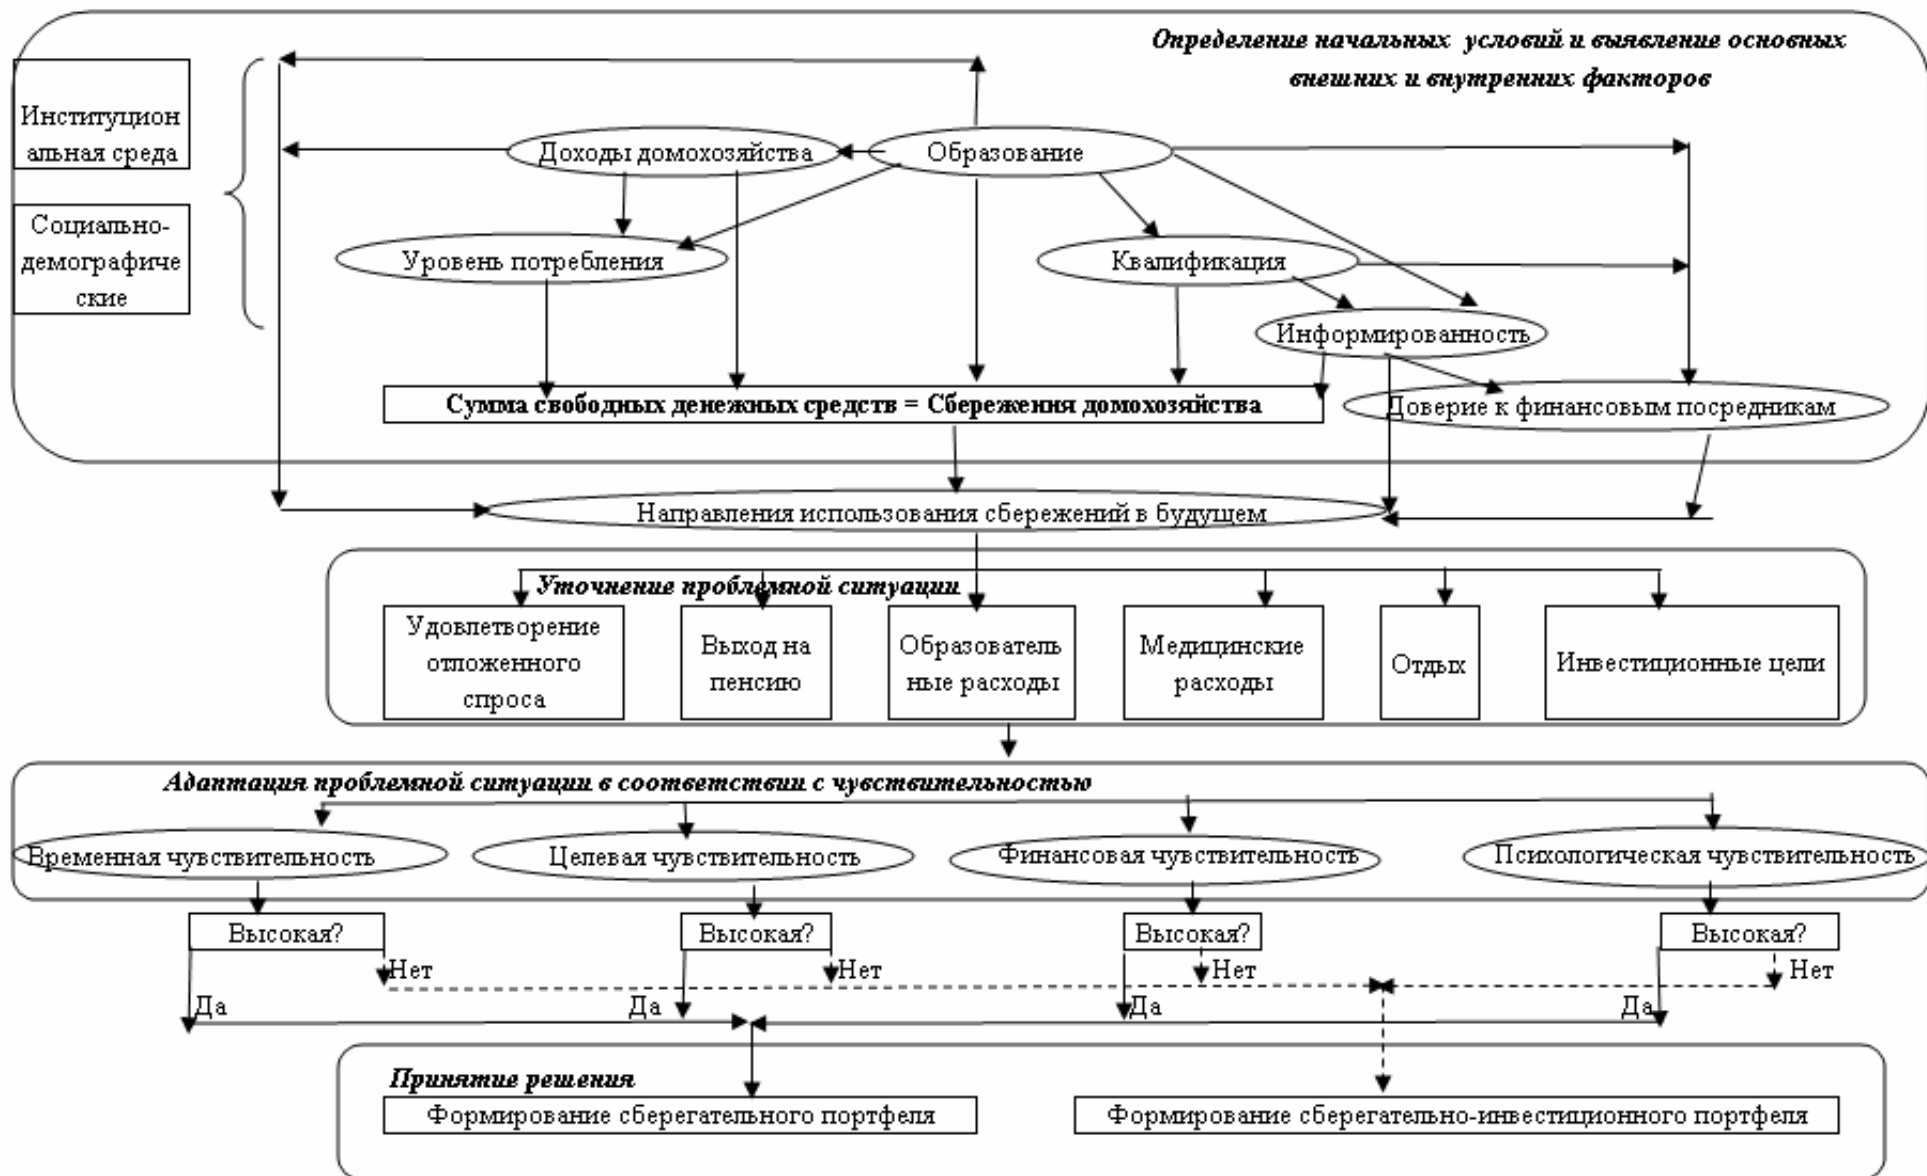 Определение начальных условий и выявление основных
внешних и внутренних факторов
Институцион
альная среда
Социально-
демографиче
ские
Доходы домохозяйства
Образование
Уровень потребления
Квалификация
Информированность
Сумма свободных денежных средств = Сбережения домохозяйства
Доверие к финансовым посредникам
Направления использования сбережений в будущем
Уточнение проблемной ситуации
Удовлетворение
отложенного
спроса
Выход на
пенсию
Образователь
ные расходы
Медицинские
расходы
Отдых
Инвестиционные цели
Адаптация проблемной ситуации в соответствии с чувствительностью
Временная чувствительность
Целевая чувствительность
Финансовая чувствительность
Психологическая чувствительность
Высокая?
Высокая?
Высокая?
Высокая?
Нет
Нет
Нет
Нет
Да
Да
Да
Да
Принятие решения
Формирование сберегательного портфеля
Формирование сберегательно-инвестиционного портфеля